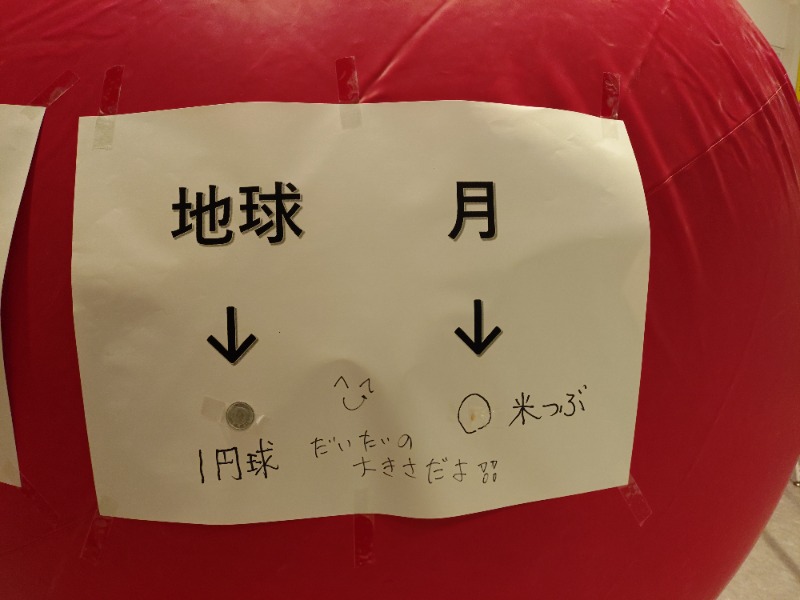 地球 月
↓ ↓
米つぶ
1円球
だいたいの
大きさだよ!!